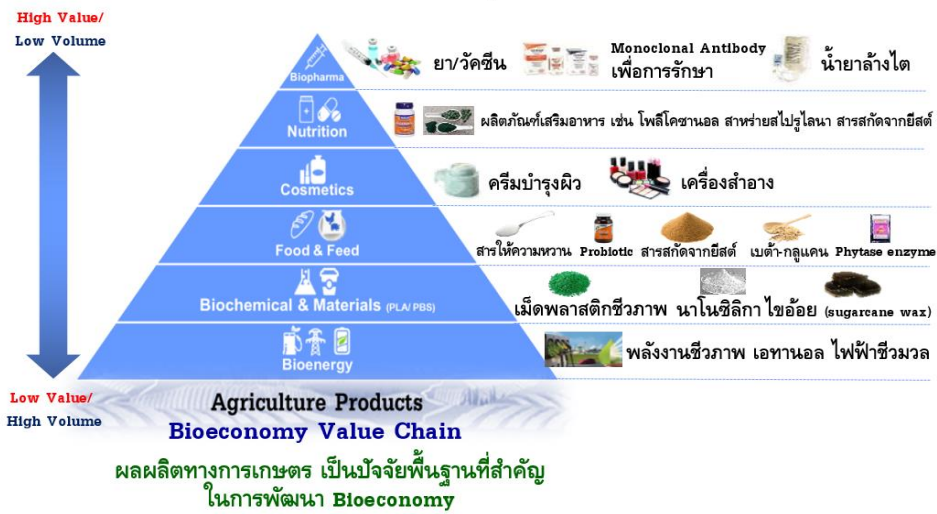 High Value/
Low Volume
Biopharma
ยา/วัคซีน
Monoclonal Antibody
เพื่อการรักษา
น้ำยาล้างไต
Nutrition
ผลิตภัณฑ์เสริมอาหาร เช่น โพลีโคซานอล สาหร่ายสไปรูไลนา สารสกัดจากยีสต์
Cosmetics
ครีมบำรุงผิว
เครื่องสำอาง
Food & Feed
สารให้ความหวาน
Probiotic
สารสกัดจากยีสต์
เบต้า-กลูแคน
Phytase enzyme
Biochemical & Materials (PLA/ PBS)
เม็ดพลาสติกชีวภาพ
นาโนซิลิกา
ไขอ้อย (sugarcane wax)
Bioenergy
พลังงานชีวภาพ เอทานอล ไฟฟ้าชีวมวล
Low Value/
High Volume
Agriculture Products
Bioeconomy Value Chain
ผลผลิตทางการเกษตร เป็นปัจจัยพื้นฐานที่สำคัญ
ในการพัฒนา Bioeconomy